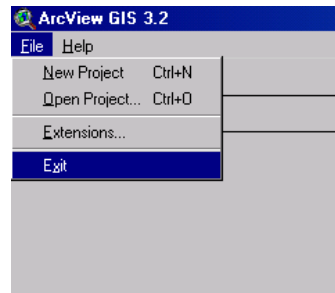 ArcView GIS 3.2
File Help
New Project Ctrl+N
Open Project... Ctrl+O
Extensions...
Exit